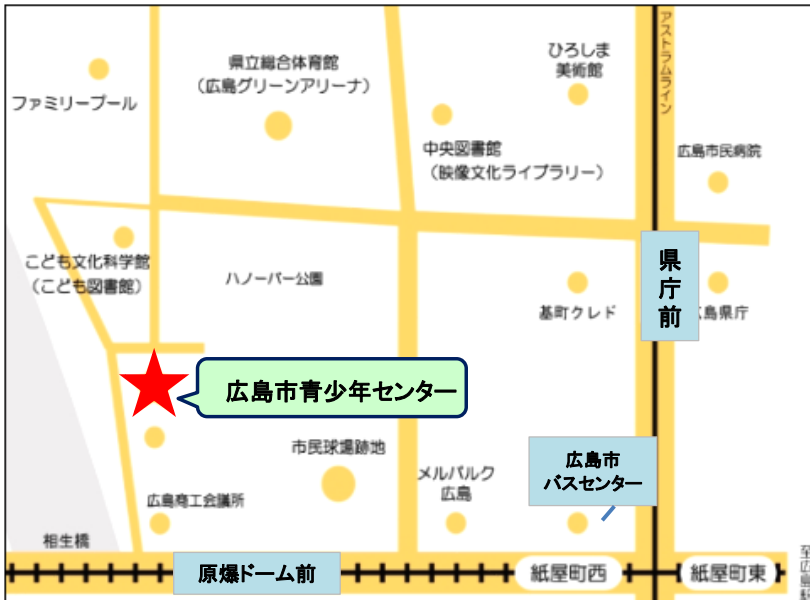 アストラムライン
ひろしま
美術館
県立総合体育館
（広島グリーンアリーナ）
ファミリープール
中央図書館
（映像文化ライブラリー）
広島市民病院
こども文化科学館
（こども図書館）
ハノーバー公園
県庁前
基町クレド
広島県庁
広島市青少年センター
市民球場跡地
メルパルク
広島
広島市
バスセンター
広島商工会議所
相生橋
原爆ドーム前
紙屋町西
紙屋町東
至広島駅